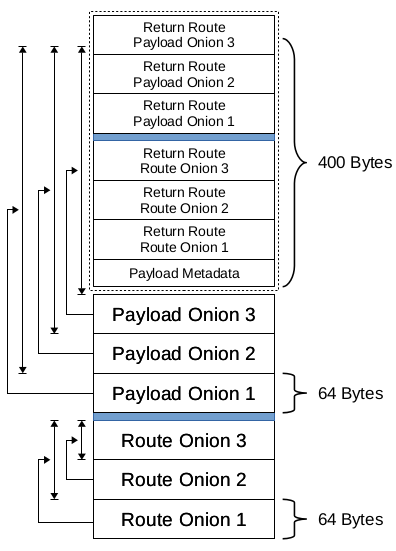 Return Route
Payload Onion 3
Return Route
Payload Onion 2
Return Route
Payload Onion 1
Return Route
Route Onion 3
Return Route
Route Onion 2
Return Route
Route Onion 1
Payload Metadata
400 Bytes
Payload Onion 3
Payload Onion 2
Payload Onion 1
64 Bytes
Route Onion 3
Route Onion 2
Route Onion 1
64 Bytes